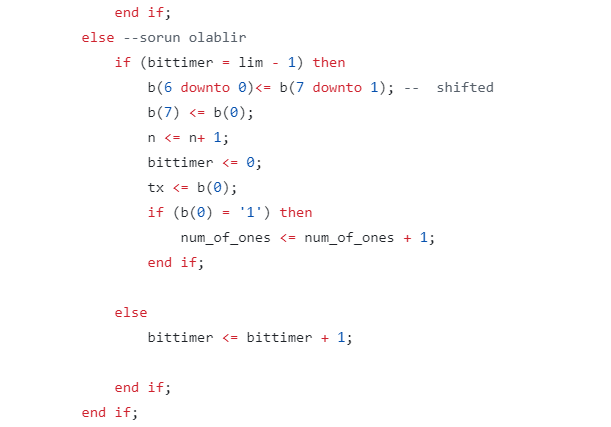 end if;
else --sorun olablir
if (bittimer = lim - 1) then
b(6 downto 0)<= b(7 downto 1); -- shifted
b(7) <= b(0);
n <= n+ 1;
bittimer <= 0;
tx <= b(0);
if (b(0) = '1') then
num_of_ones <= num_of_ones + 1;
end if;
else
bittimer <= bittimer + 1;
end if;
end if;